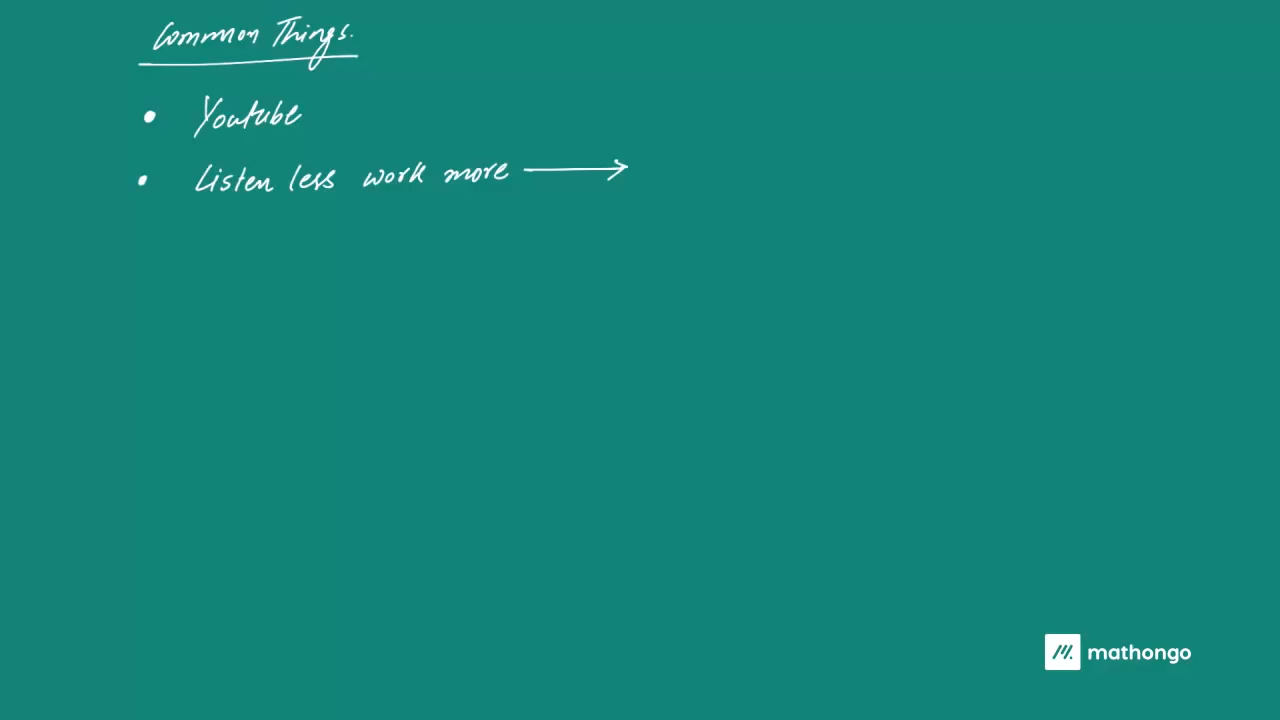 Common Things.
• Youtube
• Listen less work more →
mathongo